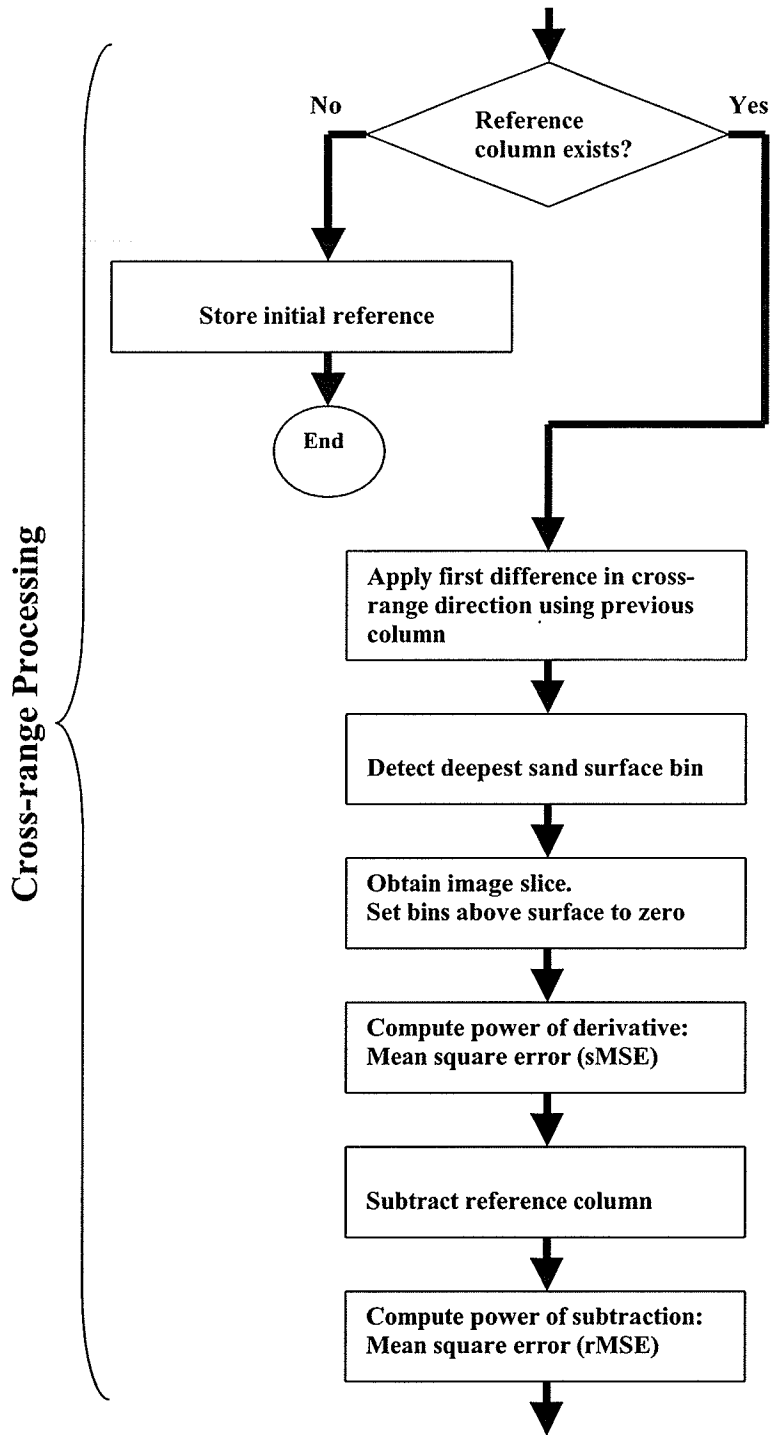 No
Yes
Reference
column exists?
Store initial reference
End
Cross-range Processing
Apply first difference in cross-
range direction using previous
column
Detect deepest sand surface bin
Obtain image slice.
Set bins above surface to zero
Compute power of derivative:
Mean square error (sMSE)
Subtract reference column
Compute power of subtraction:
Mean square error (rMSE)